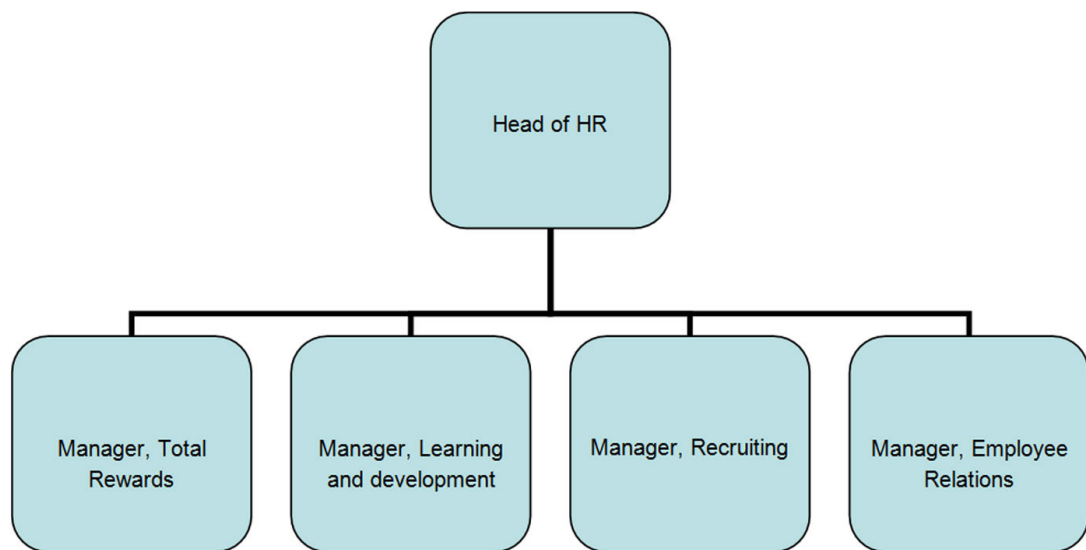 Head of HR
Manager, Total
Rewards
Manager, Learning
and development
Manager, Recruiting
Manager, Employee
Relations